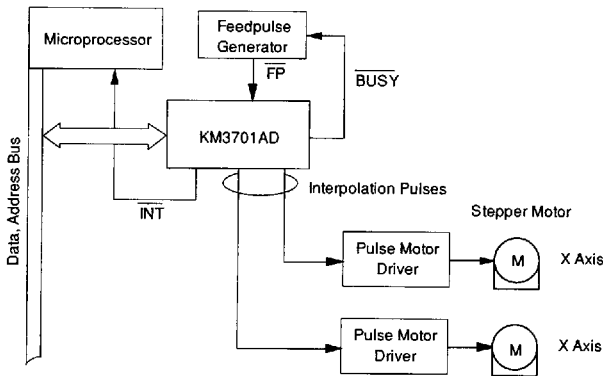 Microprocessor
Feedpulse
Generator
FP
BUSY
KM3701AD
Data, Address Bus
INT
Interpolation Pulses
Stepper Motor
Pulse Motor
Driver
M
X Axis
Pulse Motor
Driver
M
X Axis